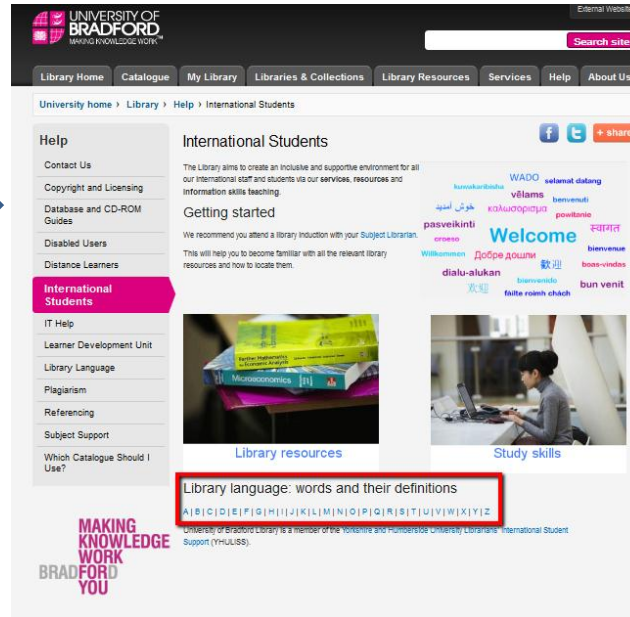 External Website
UNIVERSITY OF
BRADFORD
MAKING KNOWLEDGE WORK™
Search site
Library Home
Catalogue
My Library
Libraries & Collections
Library Resources
Services
Help
About Us
University home › Library › Help › International Students
Help
Contact Us
Copyright and Licensing
Database and CD-ROM
Guides
Disabled Users
Distance Learners
International
Students
IT Help
Learner Development Unit
Library Language
Plagiarism
Referencing
Subject Support
Which Catalogue Should I
Use?
MAKING
KNOWLEDGE
WORK
BRADFORD
YOU
International Students
f
+ share
The Library aims to create an inclusive and supportive environment for all
our international staff and students via our services, resources and
information skills teaching.
Getting started
We recommend you attend a library induction with your Subject Librarian.
This will help you to become familiar with all the relevant library
resources and how to locate them.
WADO
selamat datang
kuwakaribisha
vēlams
benvenuti
خوش آمدید
καλωσορισμα
powitanie
pasveikinti
स्वागत
croeso
Welcome
bienvenue
Willkommen
Добре дошли
歡迎
boas-vindas
dialu-alukan
bienvenido
欢迎
bun venit
fáilte roimh chách
Further Mathematics
for Economic Analysis
Microeconomics
Library resources
Study skills
Library language: words and their definitions
A|B|C|D|E|F|G|H|I|J|K|L|M|N|O|P|Q|R|S|T|U|V|W|X|Y|Z
University of Bradford Library is a member of the Yorkshire and Humberside University Librarians' International Student
Support (YHULISS).